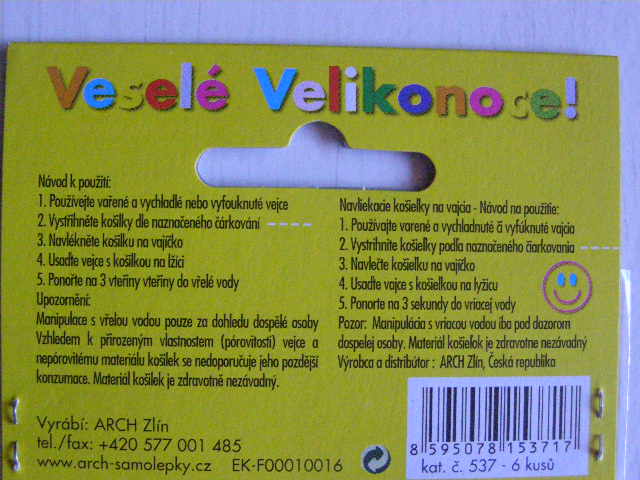 Veselé Velikonoce!
Návod k použití:
1. Používejte vařené a vychladlé nebo vyfouknuté vejce
2. Vystřihněte košilky dle naznačeného čárkování
3. Navlékněte košilku na vajíčko
4. Usaďte vejce s košilkou na lžíci
5. Ponořte na 3 vteřiny vteřiny do vřelé vody
Upozornění:
Manipulace s vřelou vodou pouze za dohledu dospělé osoby
Vzhledem k přirozeným vlastnostem (pórovitostí) vejce a
nepórovitému materiálu košilek se nedoporučuje jeho pozdější
konzumace. Materiál košilek je zdravotně nezávadný.
Vyrábí: ARCH Zlín
tel./fax: +420 577 001 485
www.arch-samolepky.cz EK-F00010016
Navliekacie košielky na vajcia - Návod na použitie:
1. Používajte varené a vychladnuté ã vyfúknuté vajcia
2. Vystrihnite košielky podla naznačeného čiarkovania
3. Navlečte košielku na vajíčko
4. Usaďte vajce s košielkou na lyžicu
5. Ponorte na 3 sekundy do vriacej vody
Pozor: Manipulácia s vriacou vodou iba pod dozorom
dospelej osoby. Materiál košieľok je zdravotne nezávadný
Výrobca a distribútor : ARCH Zlín, Česká republika
8 595078 153717
kat. č. 537 - 6 kusů